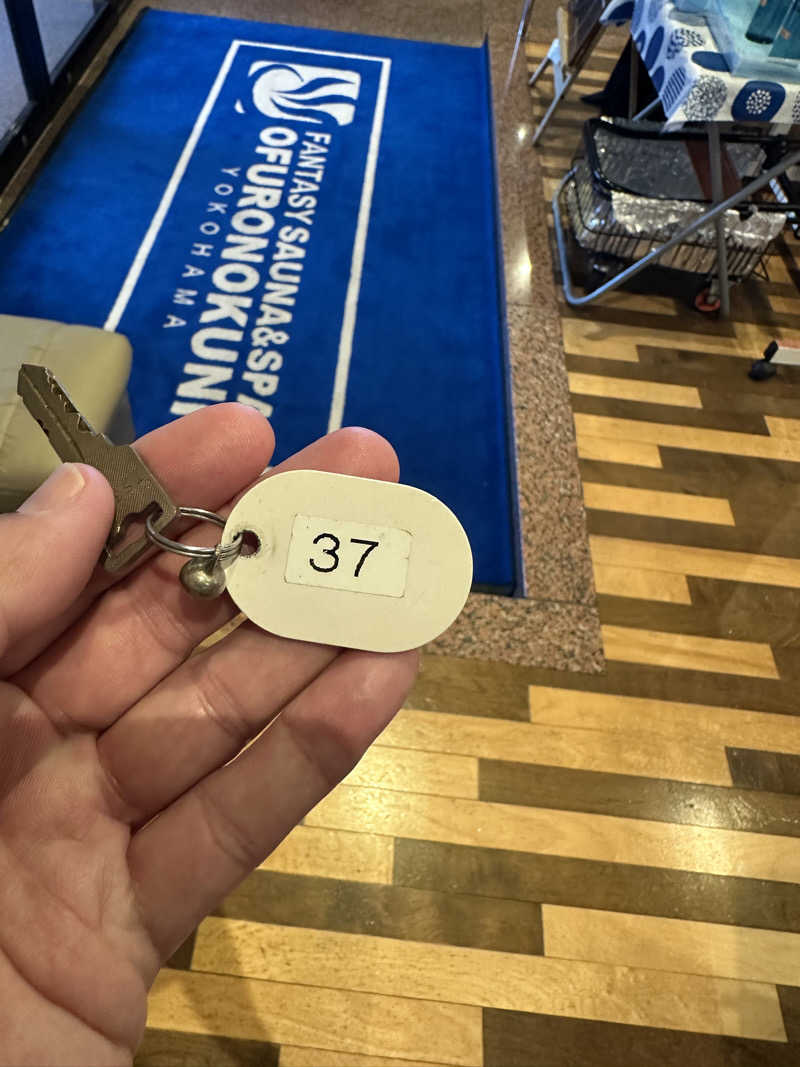 FANTASY SAUNA & SPA
OFURONOKUNI
YOKOHAMA
37